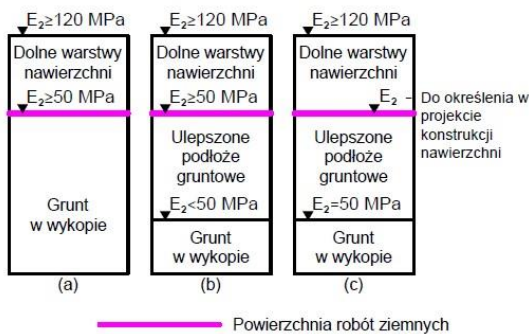 E₂≥120 MPa
Dolne warstwy
nawierzchni
E₂≥50 MPa
Grunt
w wykopie
(a)
E₂≥120 MPa
Dolne warstwy
nawierzchni
E₂≥50 MPa
Ulepszone
podłoże
gruntowe
E₂<50 MPa
Grunt
w wykopie
(b)
E₂≥120 MPa
Dolne warstwy
nawierzchni
E₂ - Do określenia w
projekcie
konstrukcji
nawierzchni
Ulepszone
podłoże
gruntowe
E₂=50 MPa
Grunt
w wykopie
(c)
Powierzchnia robót ziemnych